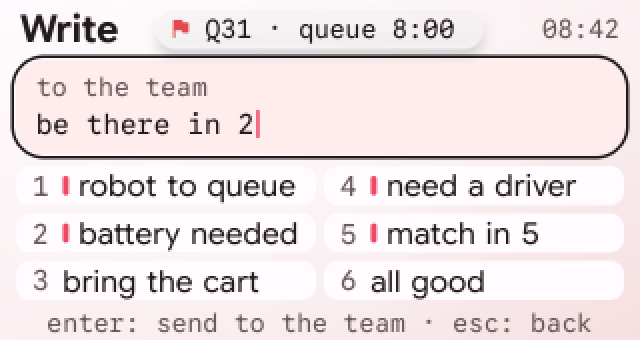 Write
Q31 · queue 8:00
08:42
to the team
be there in 2
1 robot to queue
4 need a driver
2 battery needed
5 match in 5
3 bring the cart
6 all good
enter: send to the team · esc: back